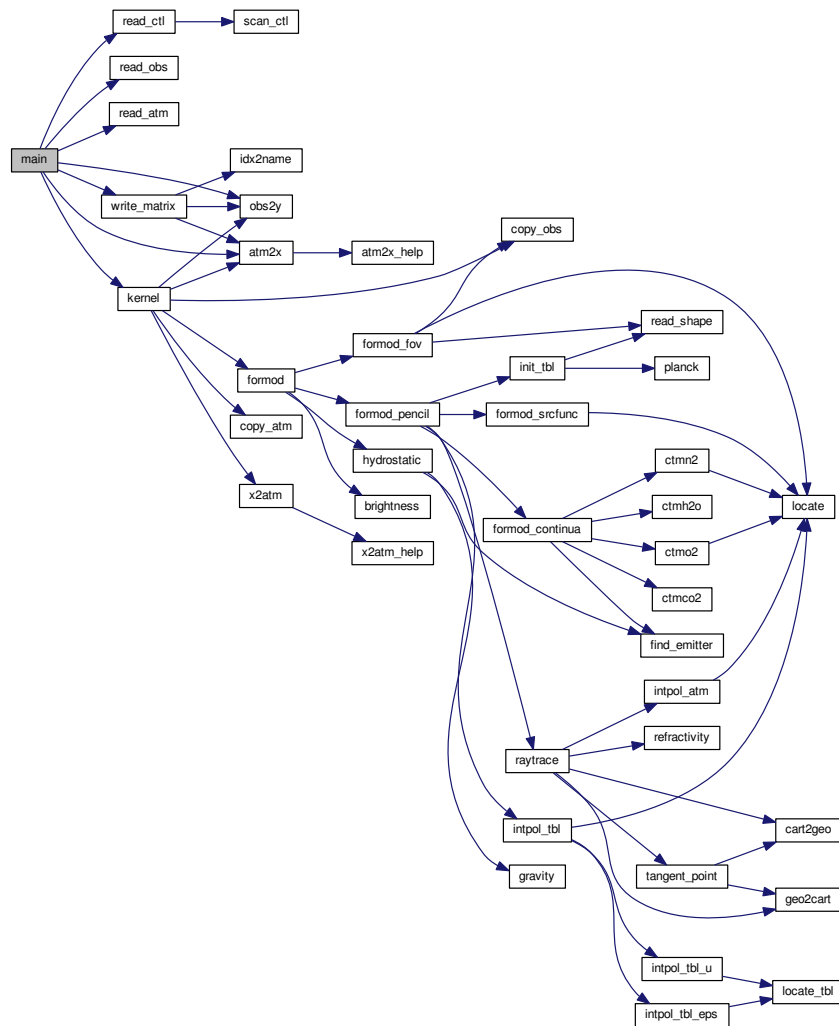 read_ctl
scan_ctl
read_obs
read_atm
main
idx2name
write_matrix
obs2y
copy_obs
atm2x
atm2x_help
kernel
read_shape
formod_fov
init_tbl
planck
formod
formod_pencil
formod_srcfunc
copy_atm
hydrostatic
ctmn2
x2atm
brightness
locate
ctmh2o
formod_continua
x2atm_help
ctmo2
ctmco2
find_emitter
intpol_atm
refractivity
raytrace
intpol_tbl
cart2geo
gravity
tangent_point
geo2cart
intpol_tbl_u
locate_tbl
intpol_tbl_eps